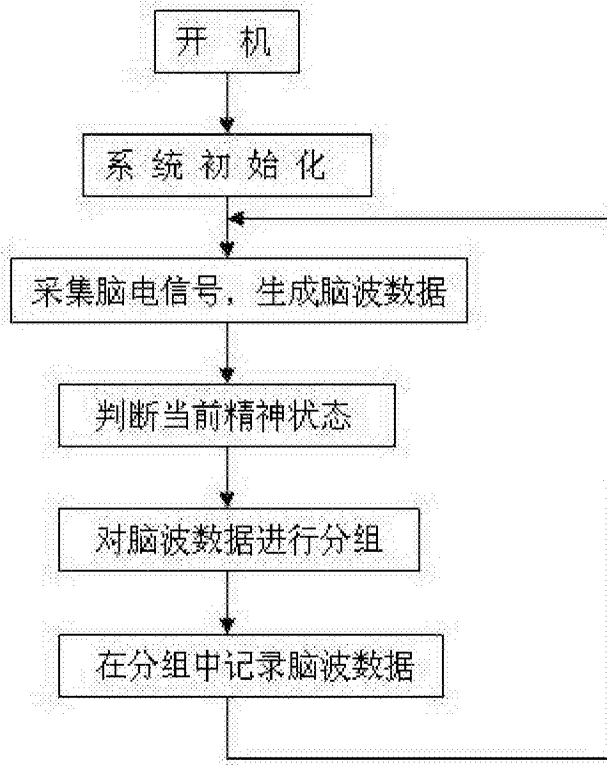 开 机
系 统 初 始 化
采集脑电信号，生成脑波数据
判断当前精神状态
对脑波数据进行分组
在分组中记录脑波数据